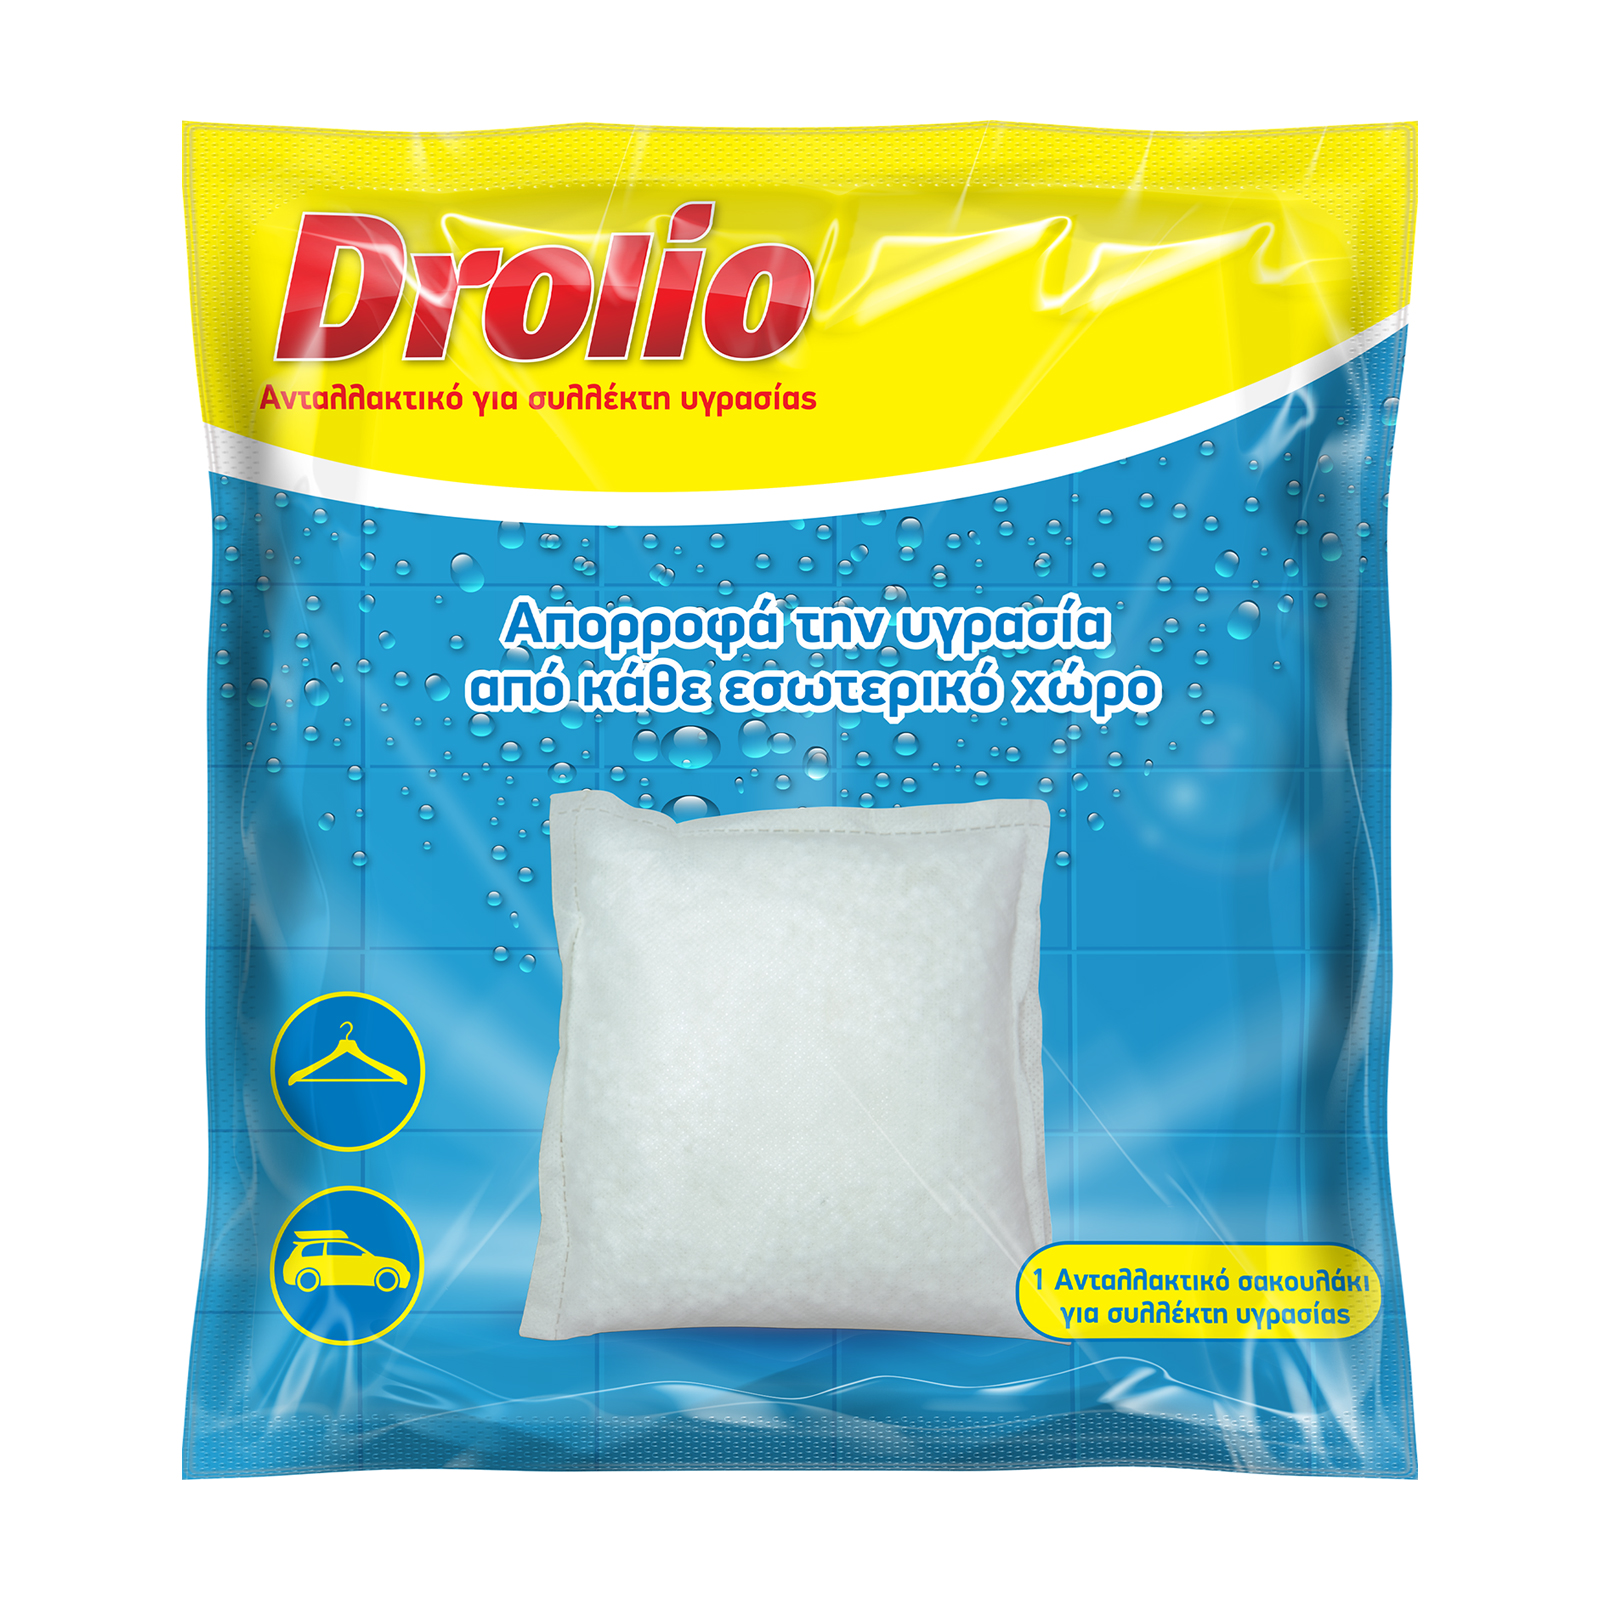 Drolio
Ανταλλακτικό για συλλέκτη υγρασίας
Απορροφά την υγρασία
από κάθε εσωτερικό χώρο
1 Ανταλλακτικό σακουλάκι
για συλλέκτη υγρασίας